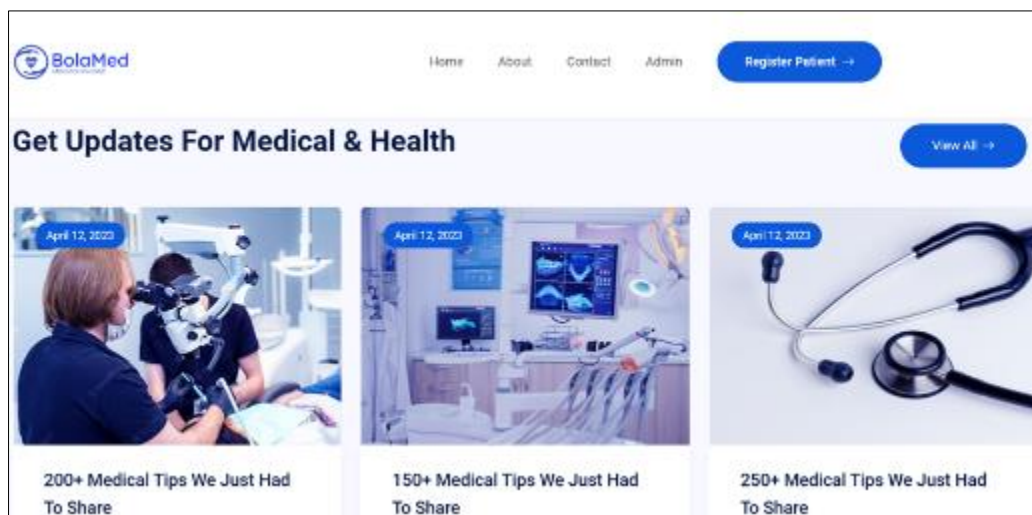 BolaMed
Home About Contact Admin Register Patient →
Get Updates For Medical & Health
View All →
April 12, 2023 April 12, 2023 April 12, 2023
200+ Medical Tips We Just Had
To Share
150+ Medical Tips We Just Had
To Share
250+ Medical Tips We Just Had
To Share